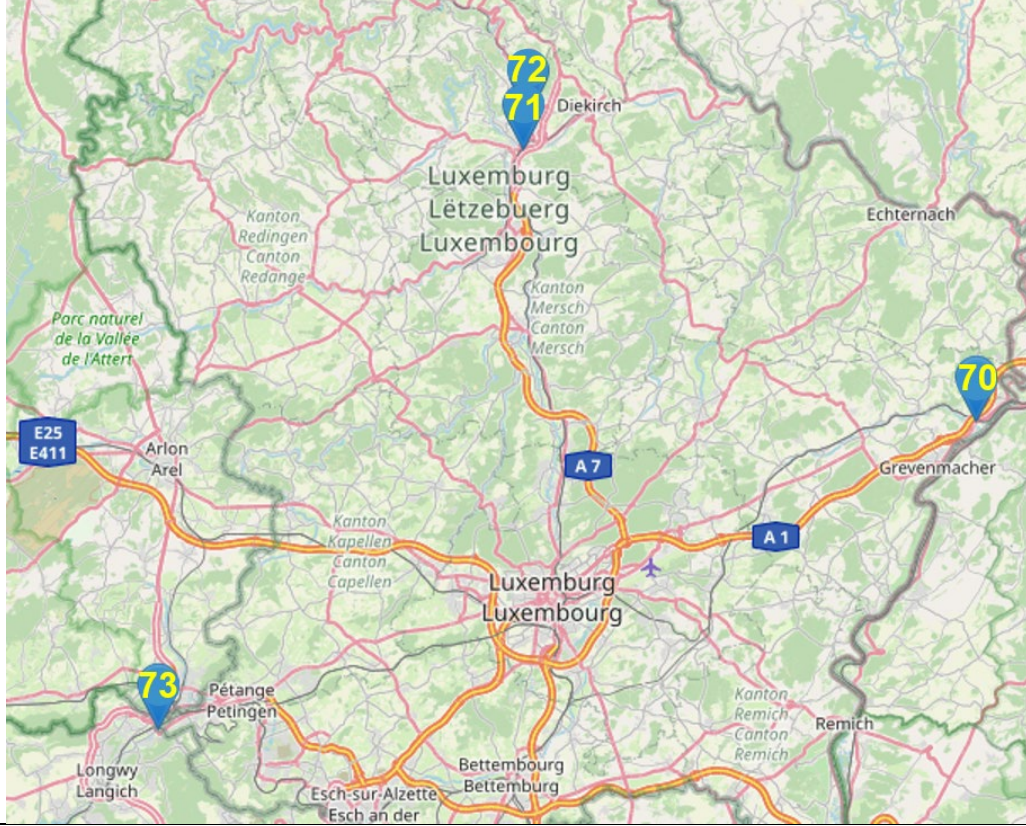 72
71
Diekirch
Luxemburg
Lëtzebuerg
Luxembourg
Echternach
Kanton
Redingen
Canton
Redange
Kanton
Mersch
Canton
Mersch
Parc naturel
de la Vallée
de l'Attert
70
E25
E411
Arlon
Arel
A 7
Grevenmacher
A 1
Kanton
Kapellen
Canton
Capellen
Luxemburg
Luxembourg
73
Pétange
Petingen
Kanton
Remich
Canton
Remich
Remich
Longwy
Langich
Bettembourg
Bettemburg
Esch-sur-Alzette
Esch an der